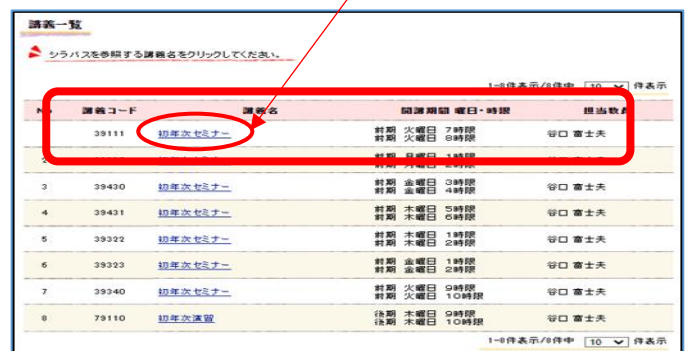 講義一覧
シラバスを参照する講義名をクリックしてください。
1-8件表示/8件中 10 件表示
講義コード 講義名 開講期間 曜日・時限 担当教員
39111 初年次セミナー 前期 火曜日 7時限 谷口 富士夫
前期 火曜日 8時限
2
3 39430 初年次セミナー 前期 金曜日 3時限 谷口 富士夫
前期 金曜日 4時限
4 39431 初年次セミナー 前期 木曜日 5時限 谷口 富士夫
前期 木曜日 6時限
5 39322 初年次セミナー 前期 木曜日 1時限 谷口 富士夫
前期 木曜日 2時限
6 39323 初年次セミナー 前期 金曜日 1時限 谷口 富士夫
前期 金曜日 2時限
7 39340 初年次セミナー 前期 火曜日 9時限 谷口 富士夫
前期 火曜日 10時限
8 79110 初年次演習 後期 木曜日 9時限 谷口 富士夫
後期 木曜日 10時限
1-8件表示/8件中 10 件表示